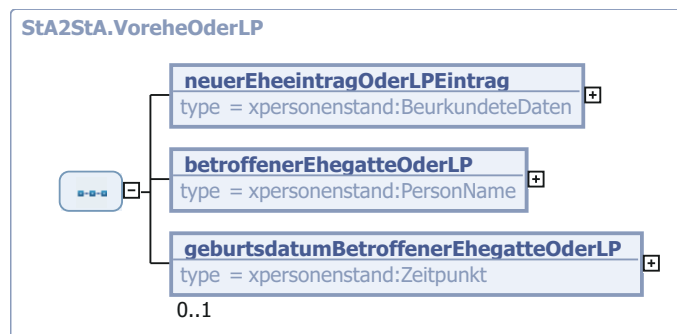 StA2StA.VoreheOderLP
neuerEheeintragOderLPEintrag
type = xpersonenstand:BeurkundeteDaten
betroffenerEhegatteOderLP
type = xpersonenstand:PersonName
geburtsdatumBetroffenerEhegatteOderLP
type = xpersonenstand:Zeitpunkt
0..1